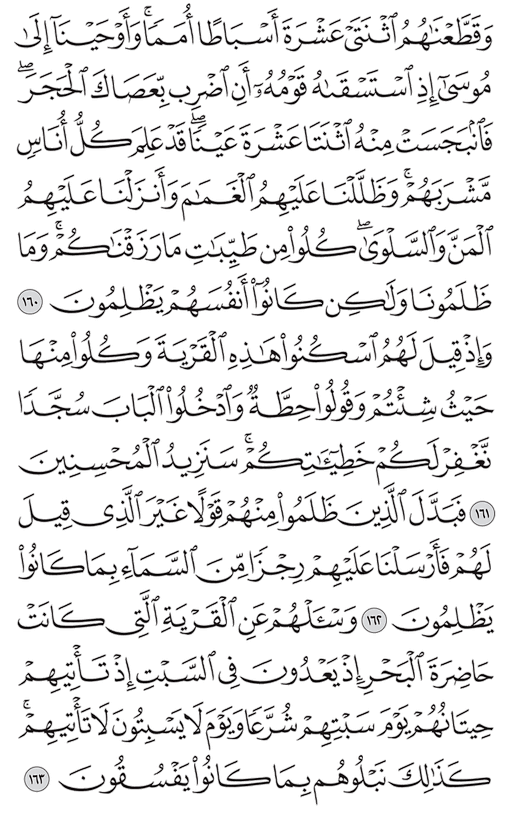 وَقَطَّعۡنَٰهُمُ ٱثۡنَتَيۡ عَشۡرَةَ أَسۡبَاطًا أُمَمٗاۚ وَأَوۡحَيۡنَآ إِلَىٰ
مُوسَىٰٓ إِذِ ٱسۡتَسۡقَىٰهُ قَوۡمُهُۥٓ أَنِ ٱضۡرِب بِّعَصَاكَ ٱلۡحَجَرَۖ
فَٱنۢبَجَسَتۡ مِنۡهُ ٱثۡنَتَا عَشۡرَةَ عَيۡنٗاۖ قَدۡ عَلِمَ كُلُّ أُنَاسٖ
مَّشۡرَبَهُمۡۚ وَظَلَّلۡنَا عَلَيۡهِمُ ٱلۡغَمَٰمَ وَأَنزَلۡنَا عَلَيۡهِمُ
ٱلۡمَنَّ وَٱلسَّلۡوَىٰۖ كُلُواْ مِن طَيِّبَٰتِ مَا رَزَقۡنَٰكُمۡۚ وَمَا
ظَلَمُونَا وَلَٰكِن كَانُوٓاْ أَنفُسَهُمۡ يَظۡلِمُونَ ١٦٠
وَإِذۡ قِيلَ لَهُمُ ٱسۡكُنُواْ هَٰذِهِ ٱلۡقَرۡيَةَ وَكُلُواْ مِنۡهَا
حَيۡثُ شِئۡتُمۡ وَقُولُواْ حِطَّةٞ وَٱدۡخُلُواْ ٱلۡبَابَ سُجَّدٗا
نَّغۡفِرۡ لَكُمۡ خَطِيٓـَٰٔتِكُمۡۚ سَنَزِيدُ ٱلۡمُحۡسِنِينَ
١٦١ فَبَدَّلَ ٱلَّذِينَ ظَلَمُواْ مِنۡهُمۡ قَوۡلًا غَيۡرَ ٱلَّذِي قِيلَ
لَهُمۡ فَأَرۡسَلۡنَا عَلَيۡهِمۡ رِجۡزٗا مِّنَ ٱلسَّمَآءِ بِمَا كَانُواْ
يَظۡلِمُونَ ١٦٢ وَسۡـَٔلۡهُمۡ عَنِ ٱلۡقَرۡيَةِ ٱلَّتِي كَانَتۡ
حَاضِرَةَ ٱلۡبَحۡرِ إِذۡ يَعۡدُونَ فِي ٱلسَّبۡتِ إِذۡ تَأۡتِيهِمۡ
حِيتَانُهُمۡ يَوۡمَ سَبۡتِهِمۡ شُرَّعٗا وَيَوۡمَ لَا يَسۡبِتُونَ لَا تَأۡتِيهِمۡۚ
كَذَٰلِكَ نَبۡلُوهُم بِمَا كَانُواْ يَفۡسُقُونَ ١٦٣